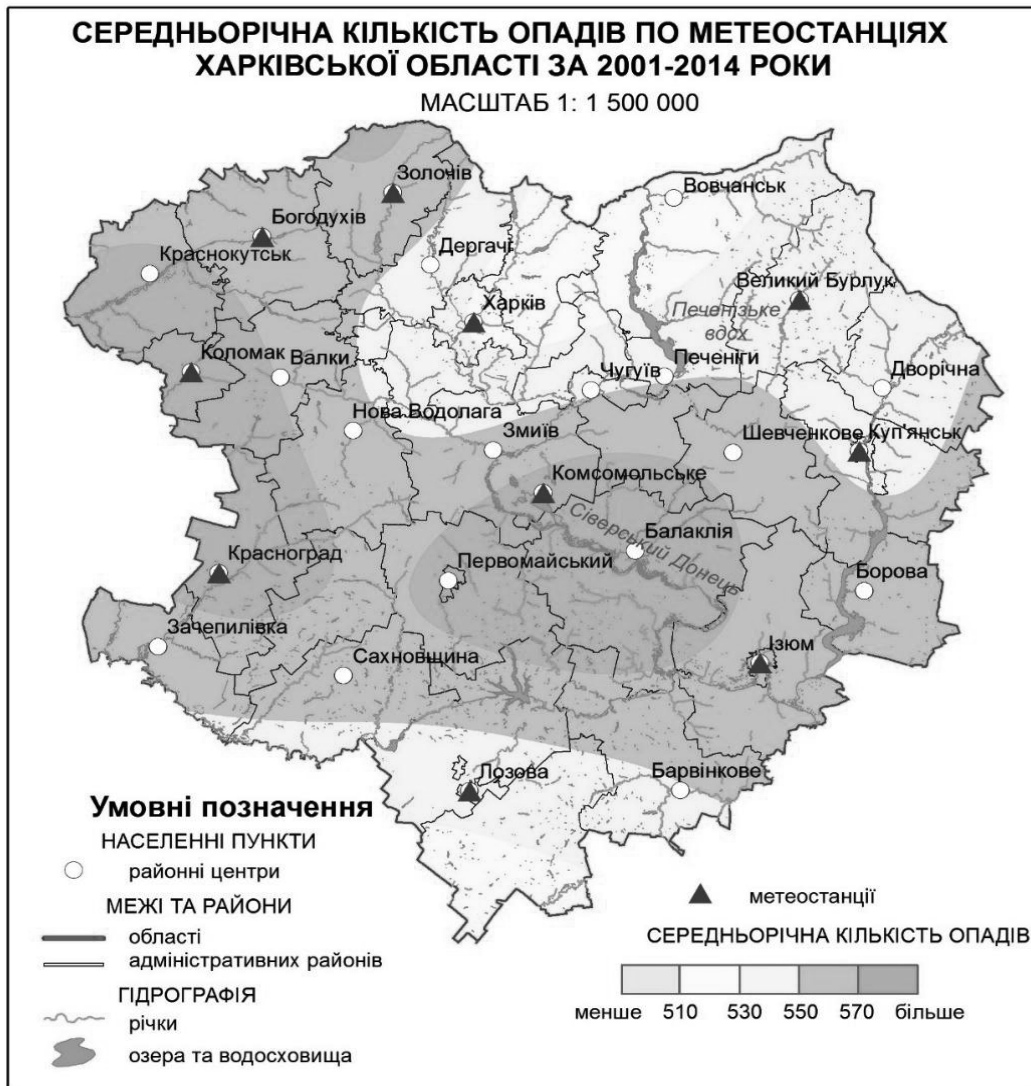 СЕРЕДНЬОРІЧНА КІЛЬКІСТЬ ОПАДІВ ПО МЕТЕОСТАНЦІЯХ
ХАРКІВСЬКОЇ ОБЛАСТІ ЗА 2001-2014 РОКИ
МАСШТАБ 1: 1 500 000
Золочів
Вовчанськ
Богодухів
Дергачі
Краснокутськ
Великий Бурлук
Харків
Печенізьке
вдсх
Коломак
Валки
Чугуїв
Печеніги
Дворічна
Нова Водолага
Зміїв
Шевченкове
Куп'янськ
Комсомольське
Сіверський Донець
Балаклія
Красноград
Первомайський
Борова
Зачепилівка
Сахновщина
Ізюм
Лозова
Барвінкове
Умовні позначення
НАСЕЛЕННІ ПУНКТИ
районні центри
МЕЖІ ТА РАЙОНИ
області
адміністративних районів
ГІДРОГРАФІЯ
річки
озера та водосховища
метеостанції
СЕРЕДНЬОРІЧНА КІЛЬКІСТЬ ОПАДІВ
менше 510 530 550 570 більше